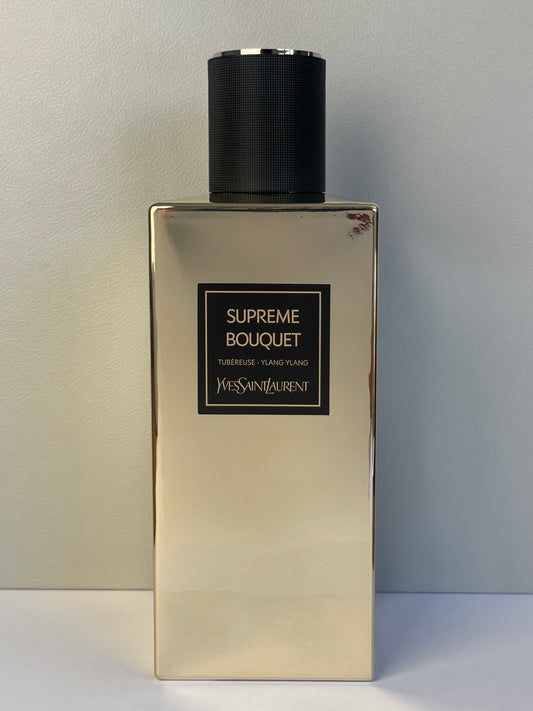 SUPREME
BOUQUET
TUBÉREUSE - YLANG YLANG
YVESSAINTLAURENT